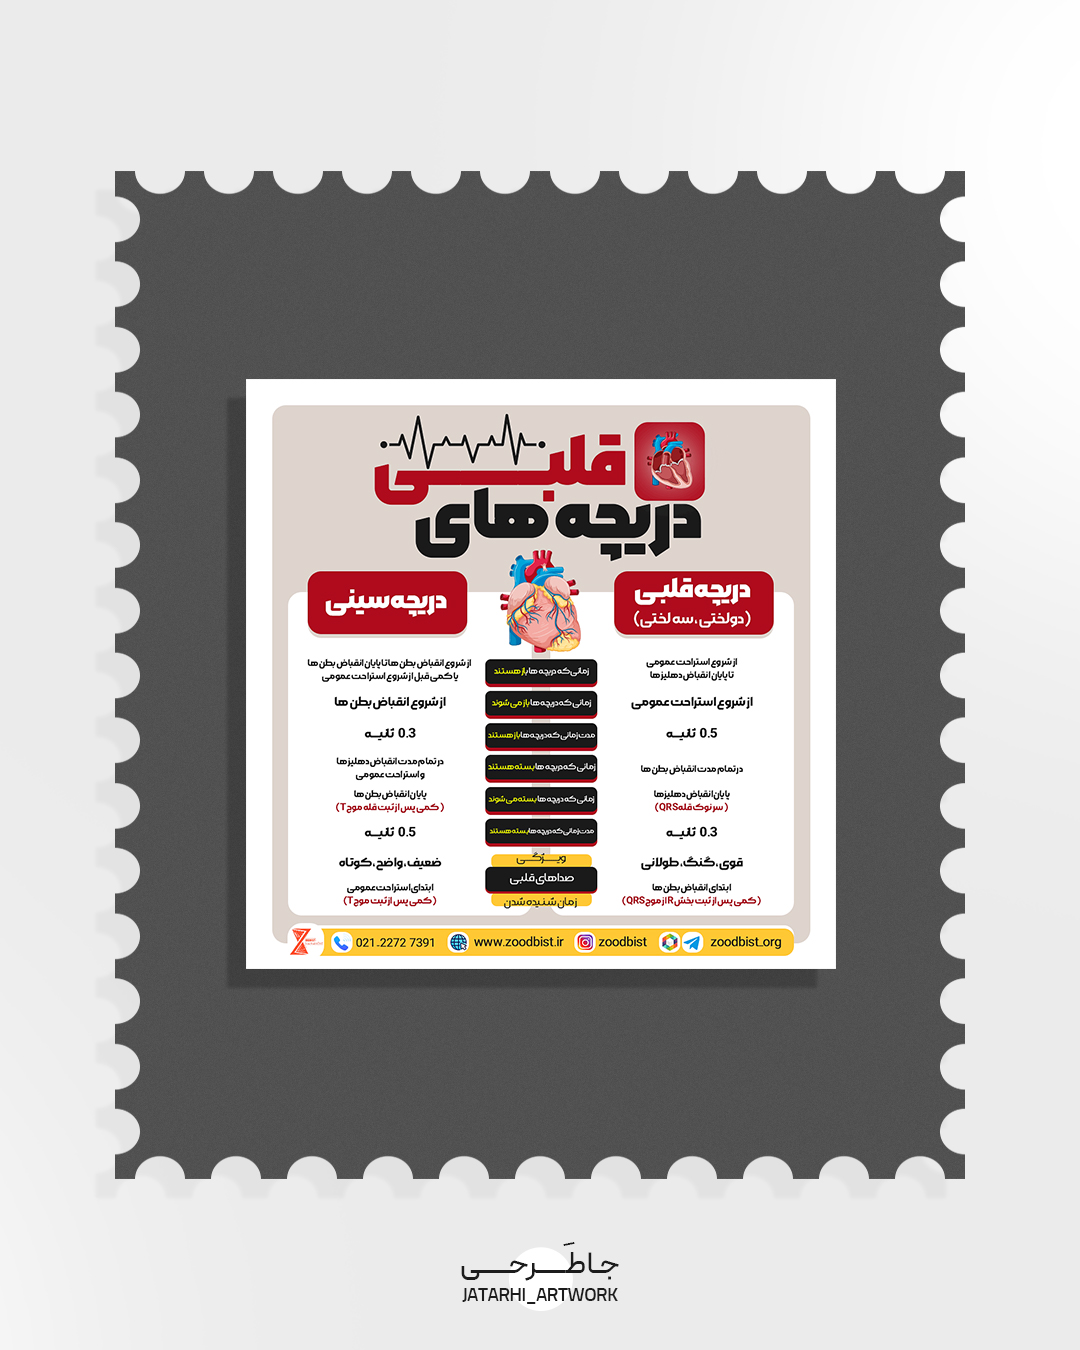 قلبی
دریچه های
دریچه قلبی
(دولختی ، سه لختی)
دریچه سینی
از شروع استراحت عمومی
تا پایان انقباض دهلیزها
زمانی که دریچه ها باز هستند
از شروع انقباض بطن ها تا پایان انقباض بطن ها
یا کمی قبل از شروع استراحت عمومی
از شروع استراحت عمومی
زمانی که دریچه ها باز می شوند
از شروع انقباض بطن ها
0.5 ثانیه
مدت زمانی که دریچه ها باز هستند
0.3 ثانیه
در تمام مدت انقباض بطن ها
زمانی که دریچه ها بسته هستند
در تمام مدت انقباض دهلیزها
و استراحت عمومی
پایان انقباض دهلیزها
(سر نوک قله QRS)
زمانی که دریچه ها بسته می شوند
پایان انقباض بطن ها
(کمی پس از ثبت قله موج T)
0.3 ثانیه
مدت زمانی که دریچه ها بسته هستند
0.5 ثانیه
قوی، گنگ، طولانی
ویژگی
ضعیف، واضح، کوتاه
صداهای قلبی
ابتدای انقباض بطن ها
(کمی پس از ثبت بخش R از موج QRS)
زمان شنیده شدن
ابتدای استراحت عمومی
(کمی پس از ثبت موج T)
021.2272 7391
www.zoodbist.ir
zoodbist
zoodbist_org
جاطَرحی
JATARHI_ARTWORK